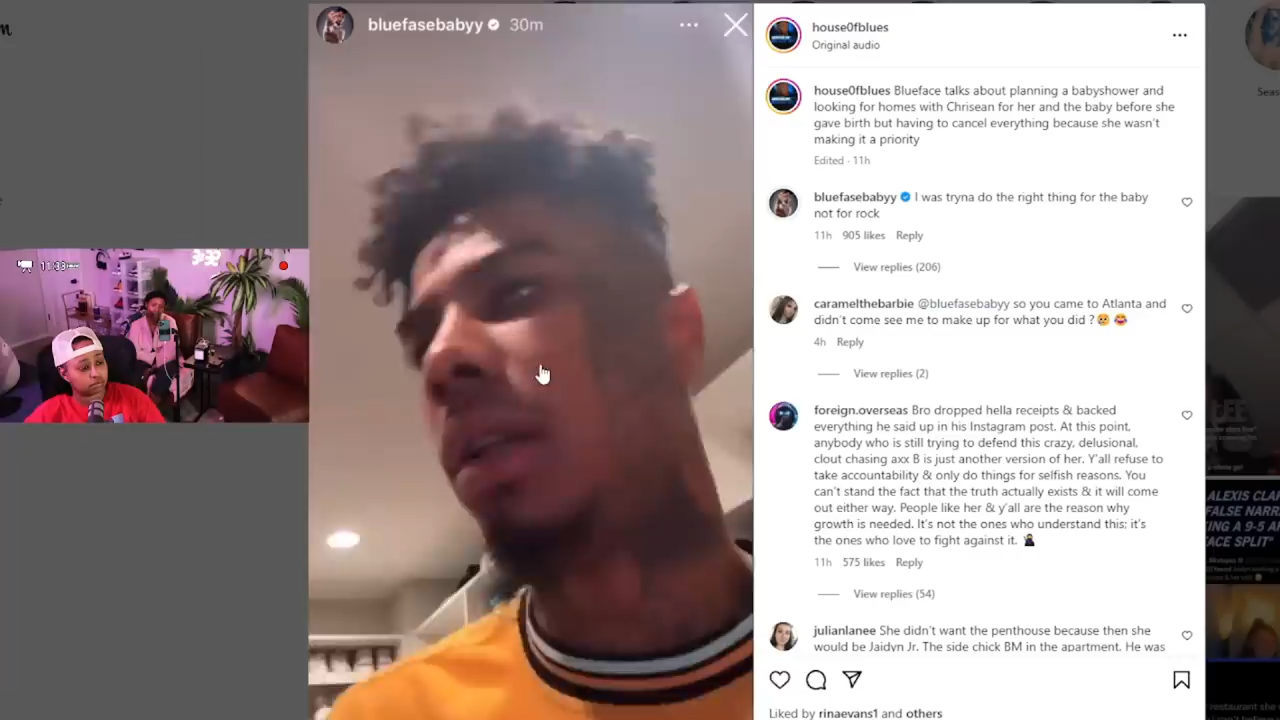 bluefasebabyy 30m
house0fblues
Original audio
house0fblues Blueface talks about planning a babyshower and
looking for homes with Chrisean for her and the baby before she
gave birth but having to cancel everything because she wasn't
making it a priority
Edited · 11h
bluefasebabyy I was tryna do the right thing for the baby
not for rock
11h 905 likes Reply
View replies (206)
caramelthebarbie @bluefasebabyy so you came to Atlanta and
didn't come see me to make up for what you did ?🥺 😂
4h Reply
View replies (2)
foreign.overseas Bro dropped hella receipts & backed
everything he said up in his Instagram post. At this point,
anybody who is still trying to defend this crazy, delusional,
clout chasing axx B is just another version of her. Y'all refuse to
take accountability & only do things for selfish reasons. You
can't stand the fact that the truth actually exists & it will come
out either way. People like her & y'all are the reason why
growth is needed. It's not the ones who understand this; it's
the ones who love to fight against it.
11h 575 likes Reply
View replies (54)
julianlanee She didn't want the penthouse because then she
would be Jaidyn Jr. The side chick BM in the apartment. He was
Liked by rinaevans1 and others
Seas
ALEXIS CLA
FALSE NARR
ING A 9-5 A
ACE SPLIT"
restaurant she